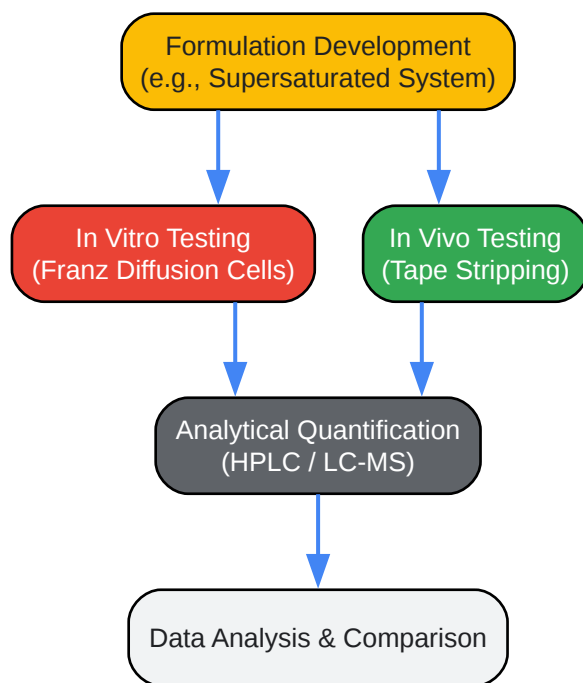 Formulation Development
(e.g., Supersaturated System)
In Vitro Testing
(Franz Diffusion Cells)
In Vivo Testing
(Tape Stripping)
Analytical Quantification
(HPLC / LC-MS)
Data Analysis & Comparison